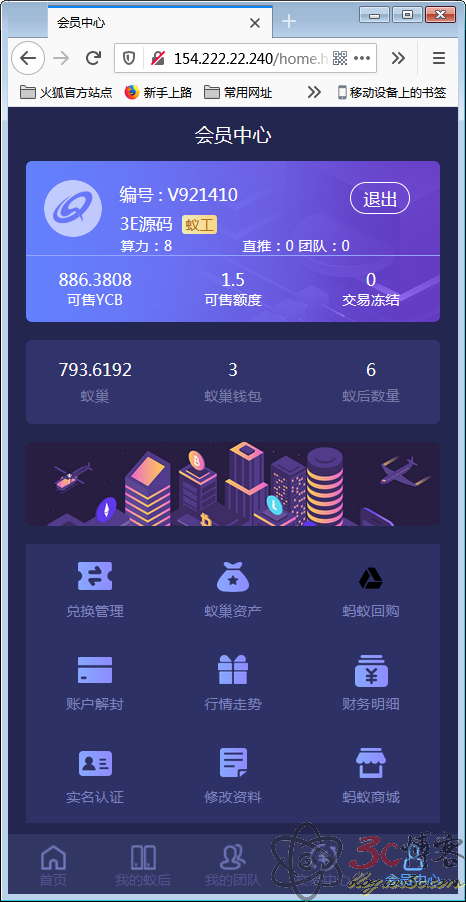 会员中心
154.222.22.240/home.h
火狐官方站点 新手上路 常用网址 移动设备上的书签
会员中心
编号 : V921410
退出
3E源码 蚁工
算力：8 直推：0 团队：0
886.3808 1.5 0
可售YCB 可售额度 交易冻结
793.6192 3 6
蚁巢 蚁巢钱包 蚁后数量
兑换管理 蚁巢资产 蚂蚁回购
账户解封 行情走势 财务明细
实名认证 修改资料 蚂蚁商城
3c博客
首页 我的蚁后 我的团队 会员中心